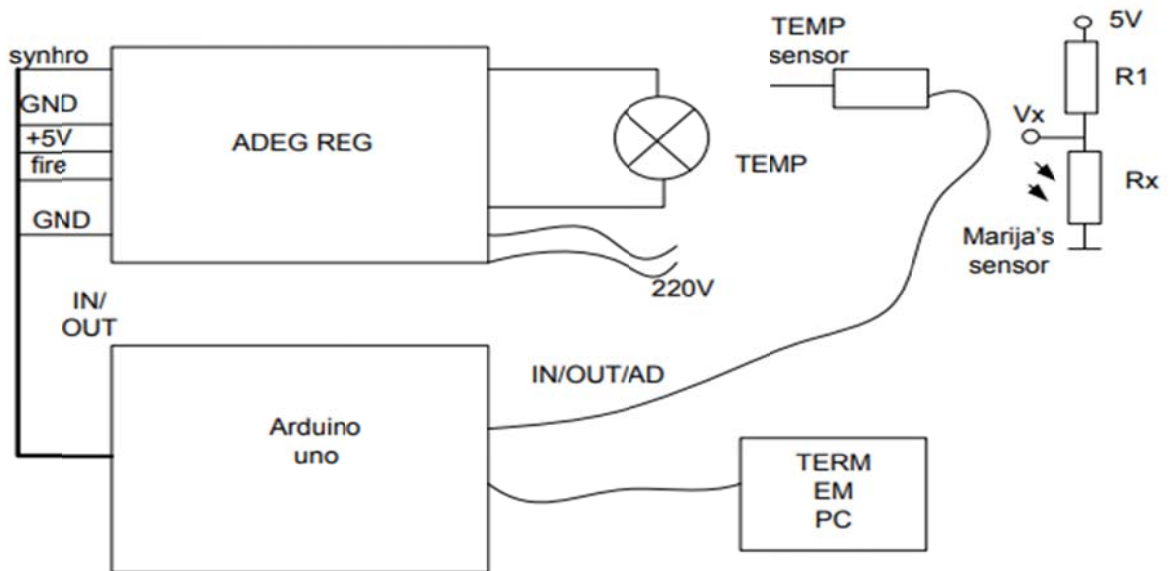 synhro
GND
+5V
fire
GND
IN/
OUT
ADEG REG
TEMP
sensor
TEMP
220V
5V
R1
Vx
Rx
Marija's
sensor
IN/OUT/AD
Arduino
uno
TERM
EM
PC